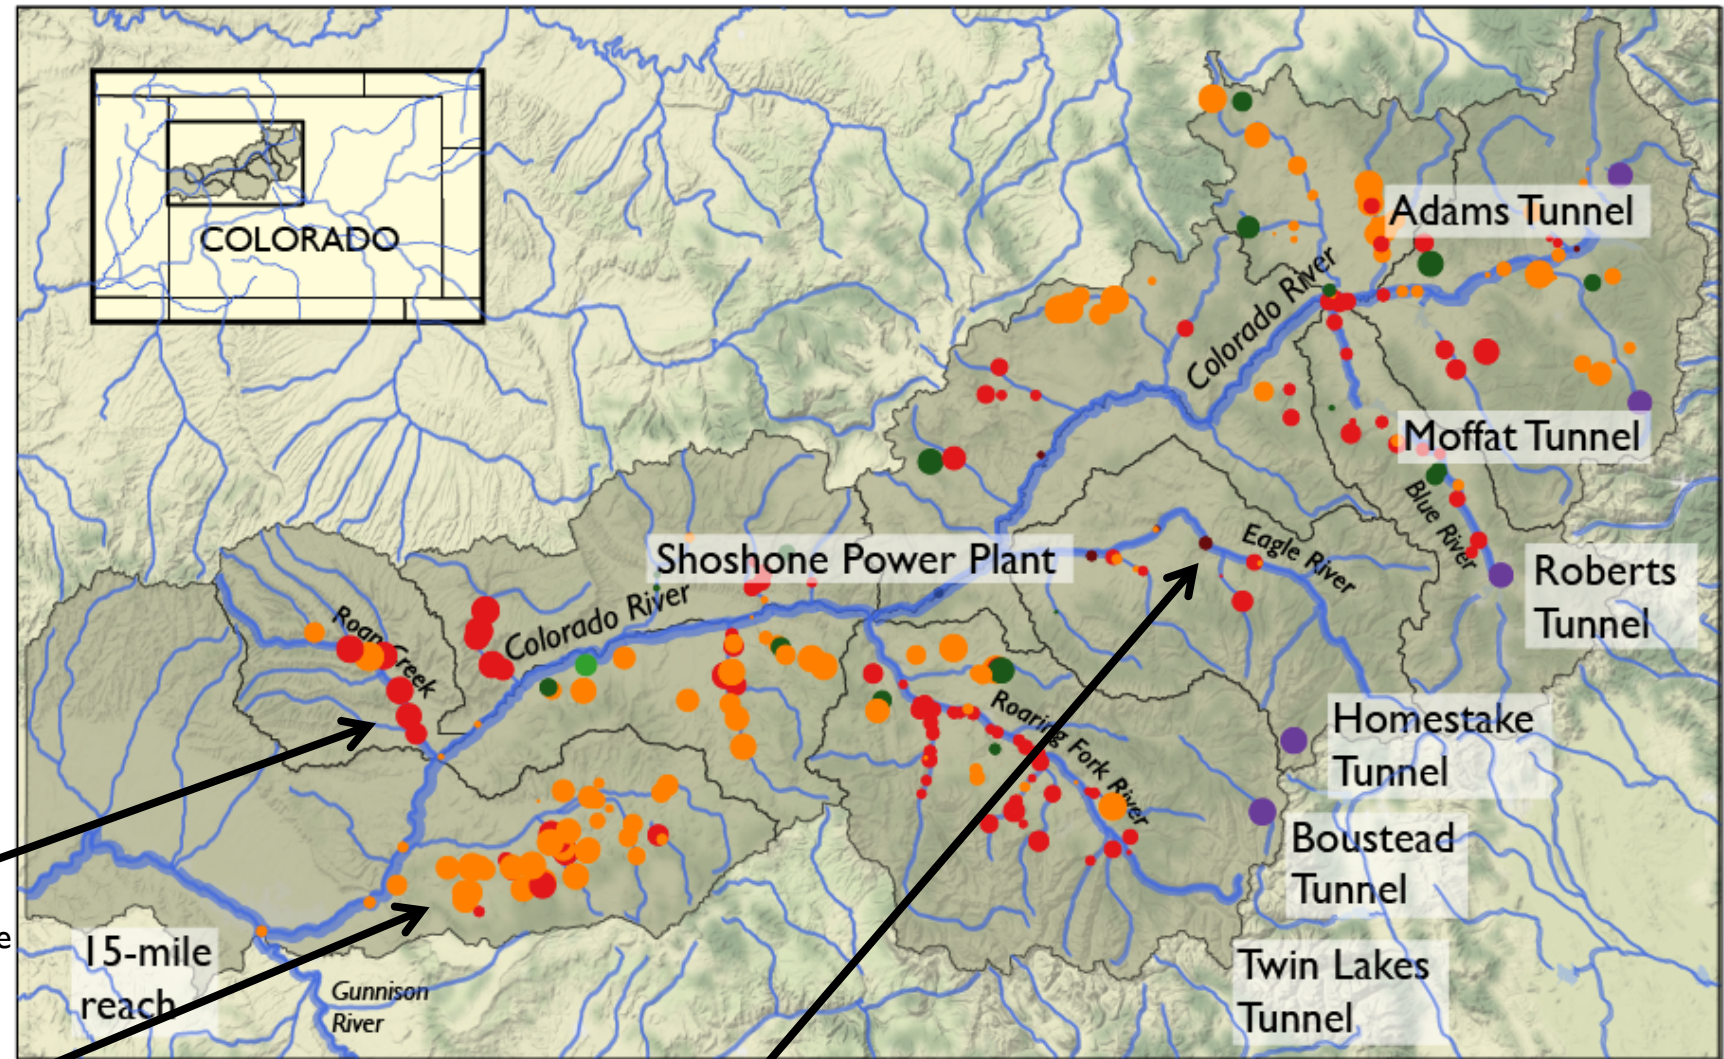 COLORADO
Adams Tunnel
Colorado River
Moffat Tunnel
Blue River
Eagle River
Shoshone Power Plant
Roberts
Tunnel
Colorado River
Roan Creek
Roaring Fork River
Homestake
Tunnel
Boustead
Tunnel
15-mile
reach
Gunnison
River
Twin Lakes
Tunnel